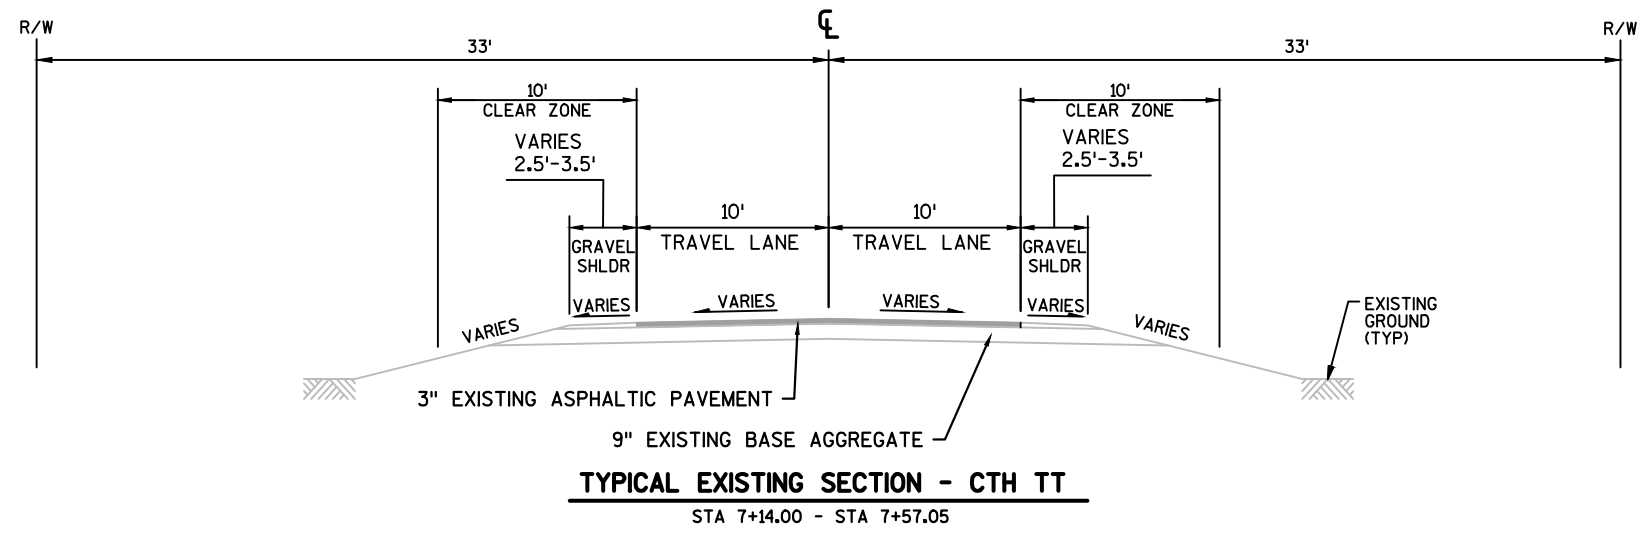 R/W
℄
R/W
33'
33'
10'
CLEAR ZONE
10'
CLEAR ZONE
VARIES
2.5'-3.5'
VARIES
2.5'-3.5'
10'
TRAVEL LANE
10'
TRAVEL LANE
GRAVEL
SHLDR
GRAVEL
SHLDR
VARIES
VARIES
VARIES
VARIES
VARIES
VARIES
EXISTING
GROUND
(TYP)
3" EXISTING ASPHALTIC PAVEMENT
9" EXISTING BASE AGGREGATE
TYPICAL EXISTING SECTION - CTH TT
STA 7+14.00 - STA 7+57.05